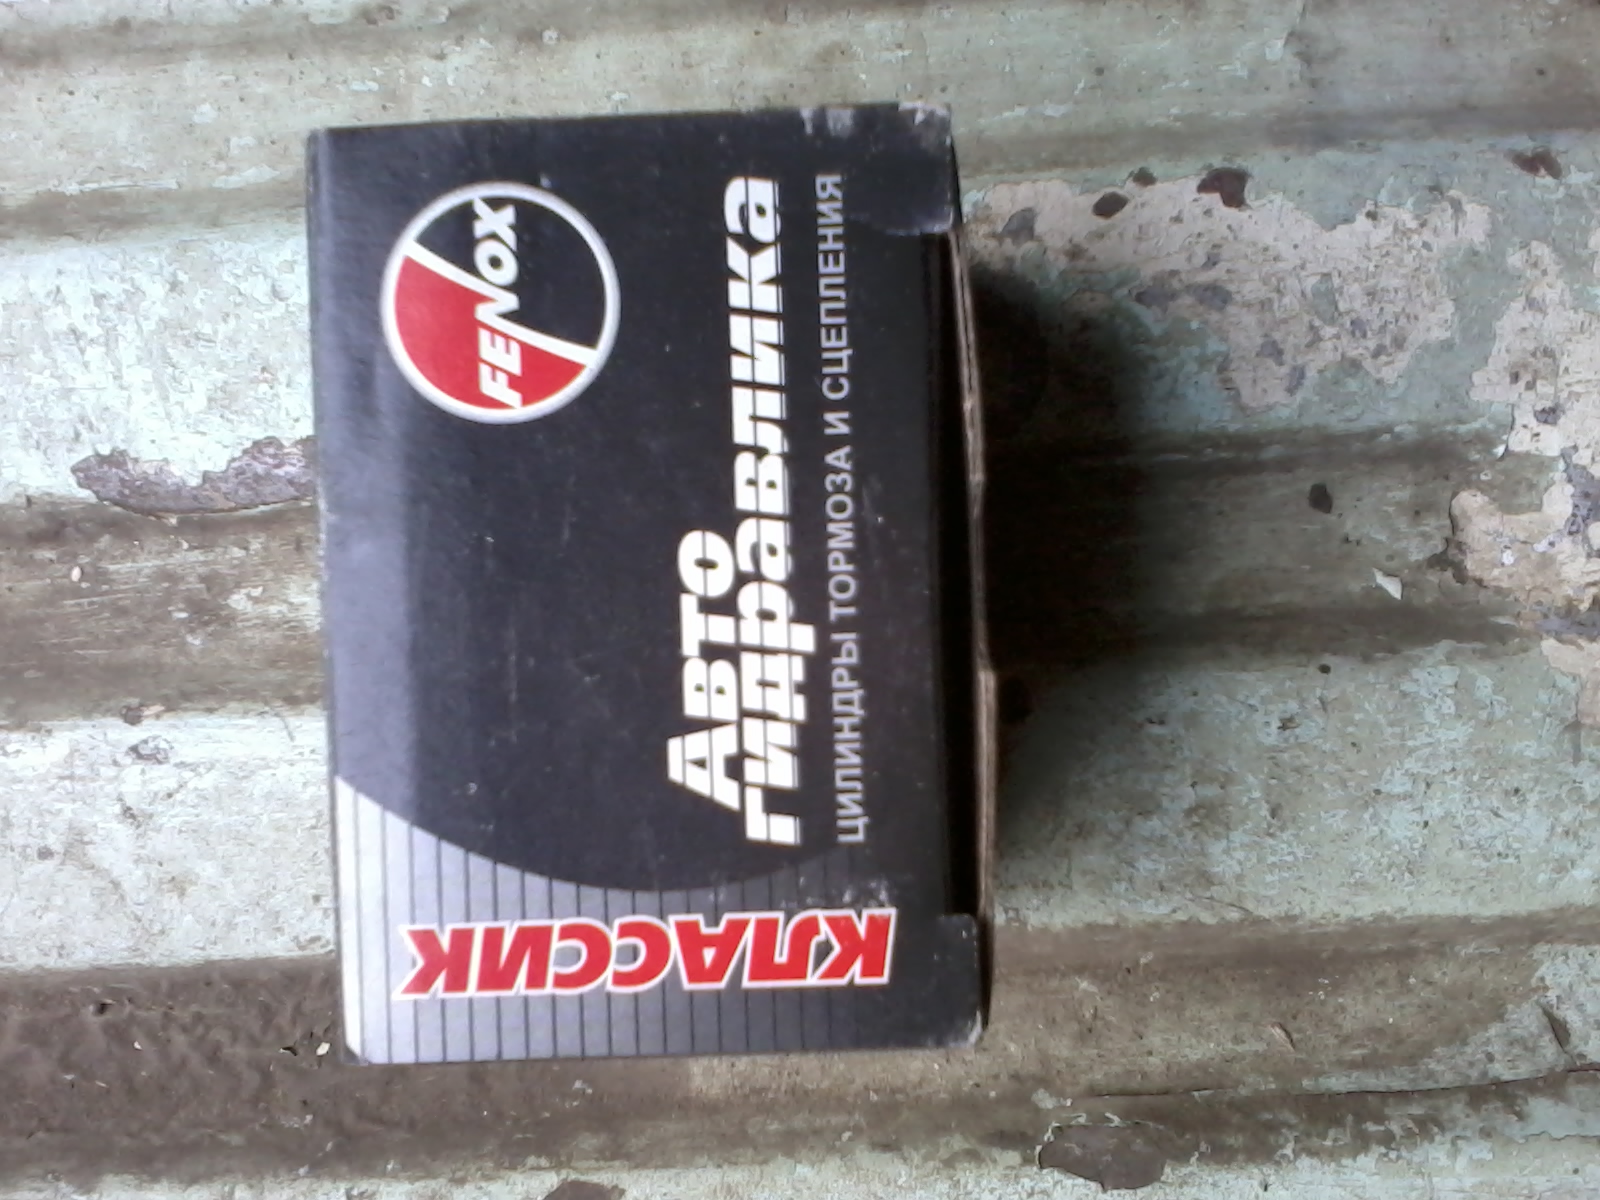 FENOX
Авто
гидравлика
ЦИЛИНДРЫ ТОРМОЗА И СЦЕПЛЕНИЯ
КЛАССИК